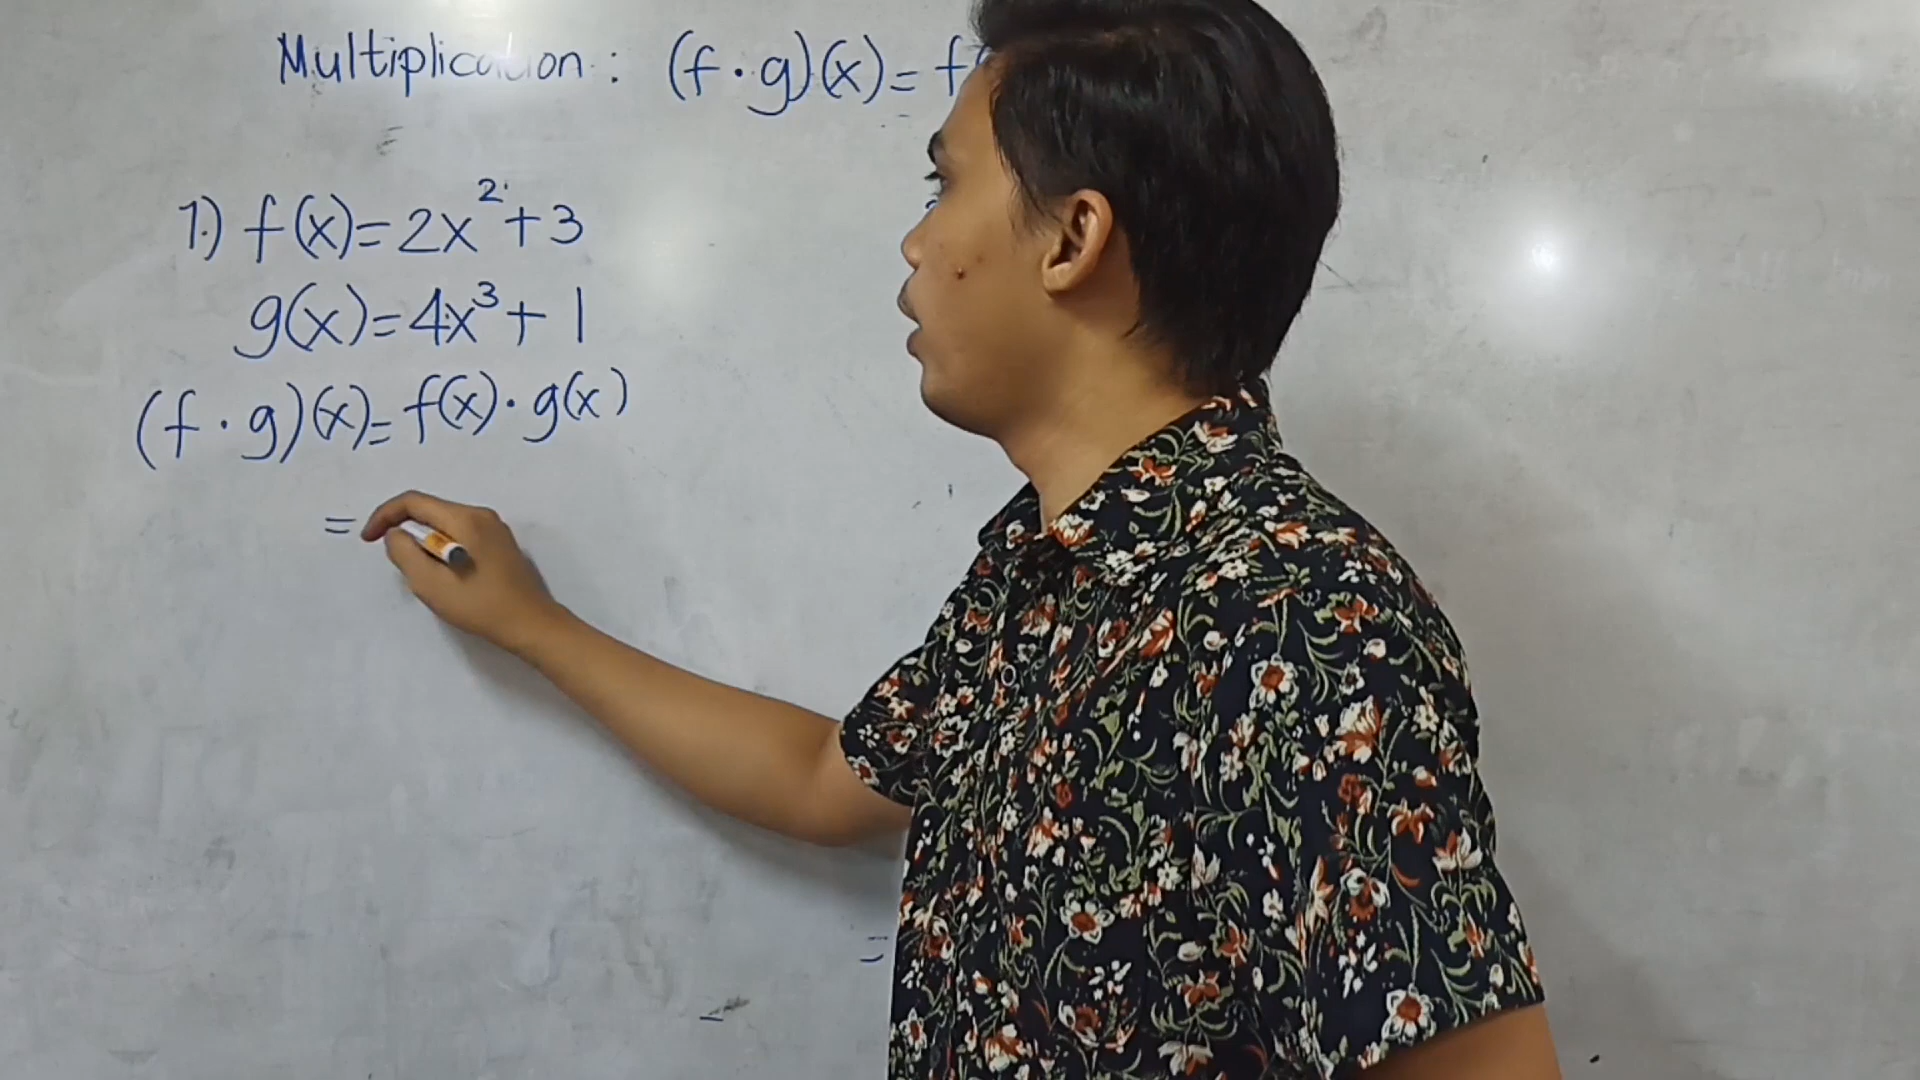 Multiplication : (f · g)(x) = f(
1.) f(x) = 2x² + 3
g(x) = 4x³ + 1
(f · g)(x) = f(x) · g(x)
=
=